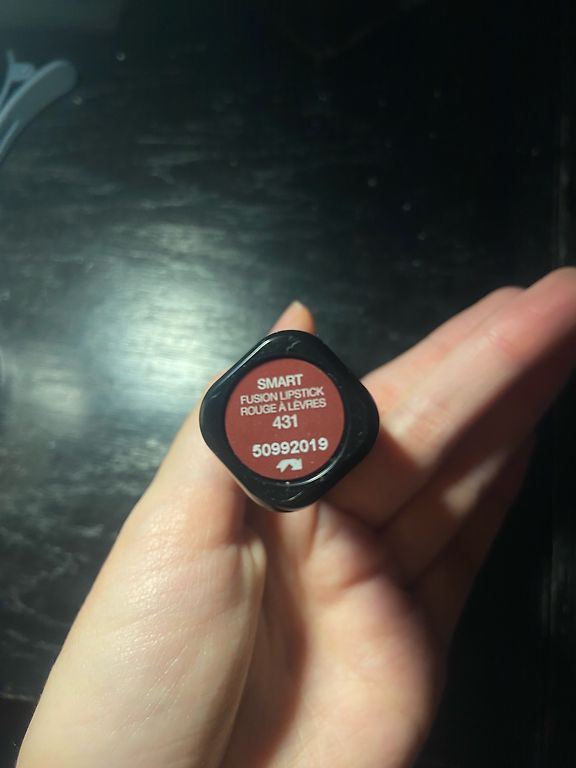 SMART
FUSION LIPSTICK
ROUGE À LÈVRES
431
50992019